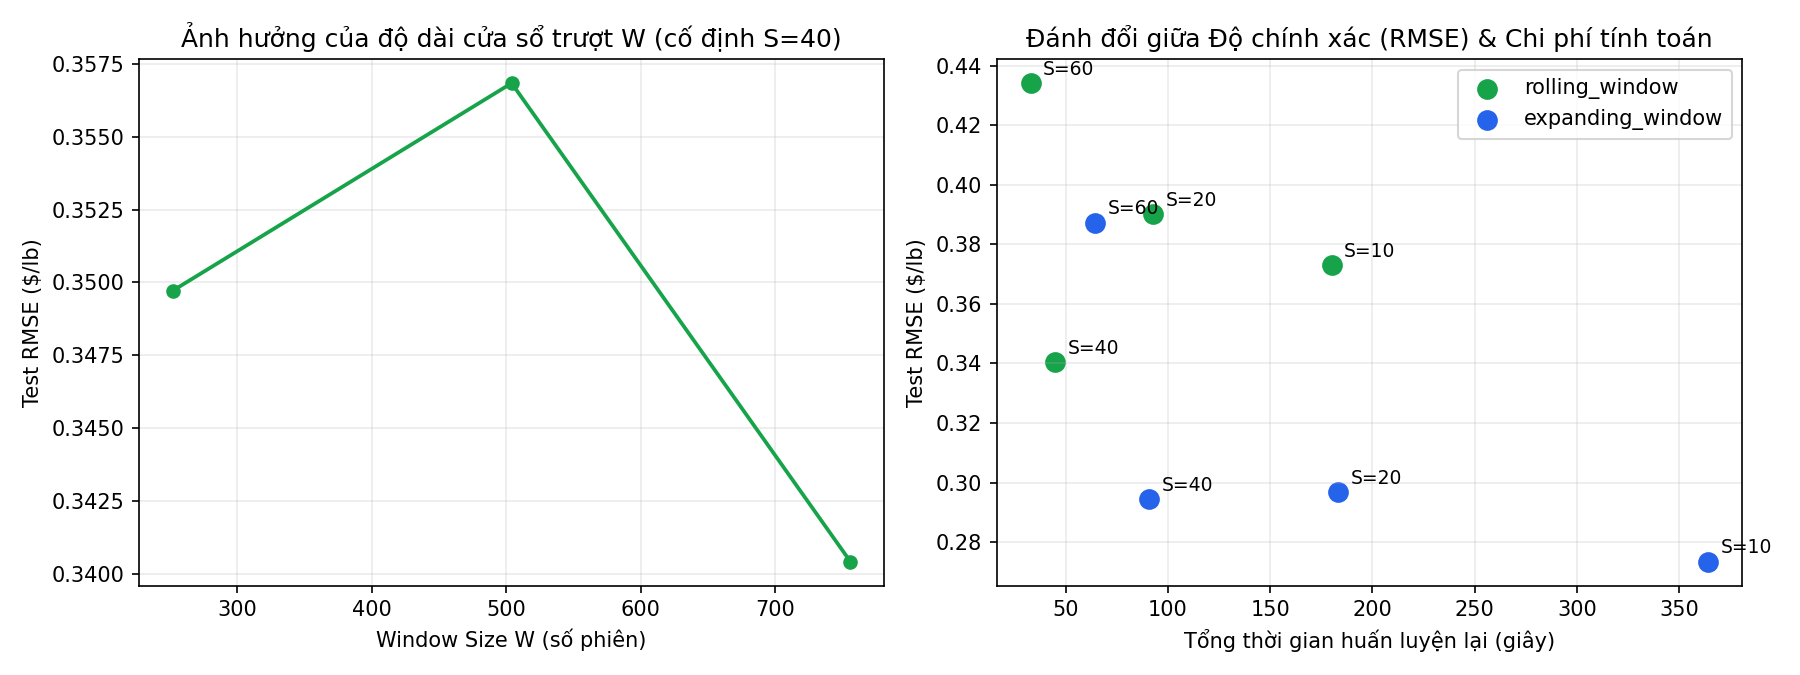 Ảnh hưởng của độ dài cửa sổ trượt W (cố định S=40)
0.3575
0.3550
0.3525
0.3500
0.3475
0.3450
0.3425
0.3400
Test RMSE ($/lb)
300 400 500 600 700
Window Size W (số phiên)
Đánh đổi giữa Độ chính xác (RMSE) & Chi phí tính toán
0.44
0.42
0.40
0.38
0.36
0.34
0.32
0.30
0.28
Test RMSE ($/lb)
rolling_window
expanding_window
S=60
S=20
S=60
S=10
S=40
S=40
S=20
S=10
50 100 150 200 250 300 350
Tổng thời gian huấn luyện lại (giây)